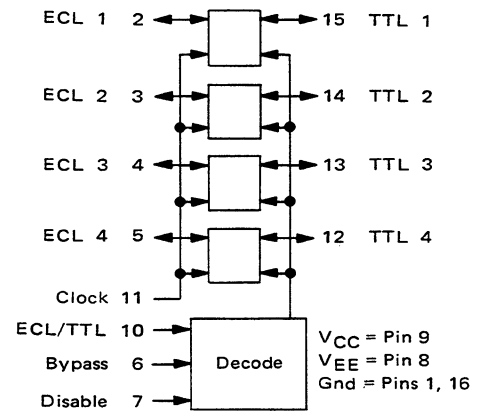 ECL 1 2 15 TTL 1
ECL 2 3 14 TTL 2
ECL 3 4 13 TTL 3
ECL 4 5 12 TTL 4
Clock 11
ECL/TTL 10
Bypass 6
Disable 7
Decode
VCC = Pin 9
VEE = Pin 8
Gnd = Pins 1, 16